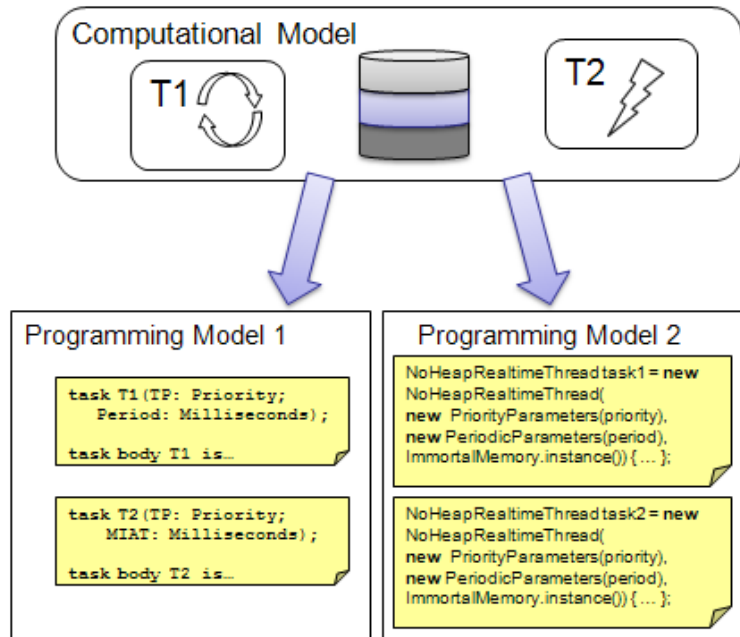 Computational Model
T1
T2
Programming Model 1
task T1(TP: Priority;
Period: Milliseconds);
task body T1 is…
task T2(TP: Priority;
MIAT: Milliseconds);
task body T2 is…
Programming Model 2
NoHeapRealtimeThread task1 = new
NoHeapRealtimeThread(
new PriorityParameters(priority),
new PeriodicParameters(period),
ImmortalMemory.instance()) { … };
NoHeapRealtimeThread task2 = new
NoHeapRealtimeThread(
new PriorityParameters(priority),
new PeriodicParameters(period),
ImmortalMemory.instance()) { … };